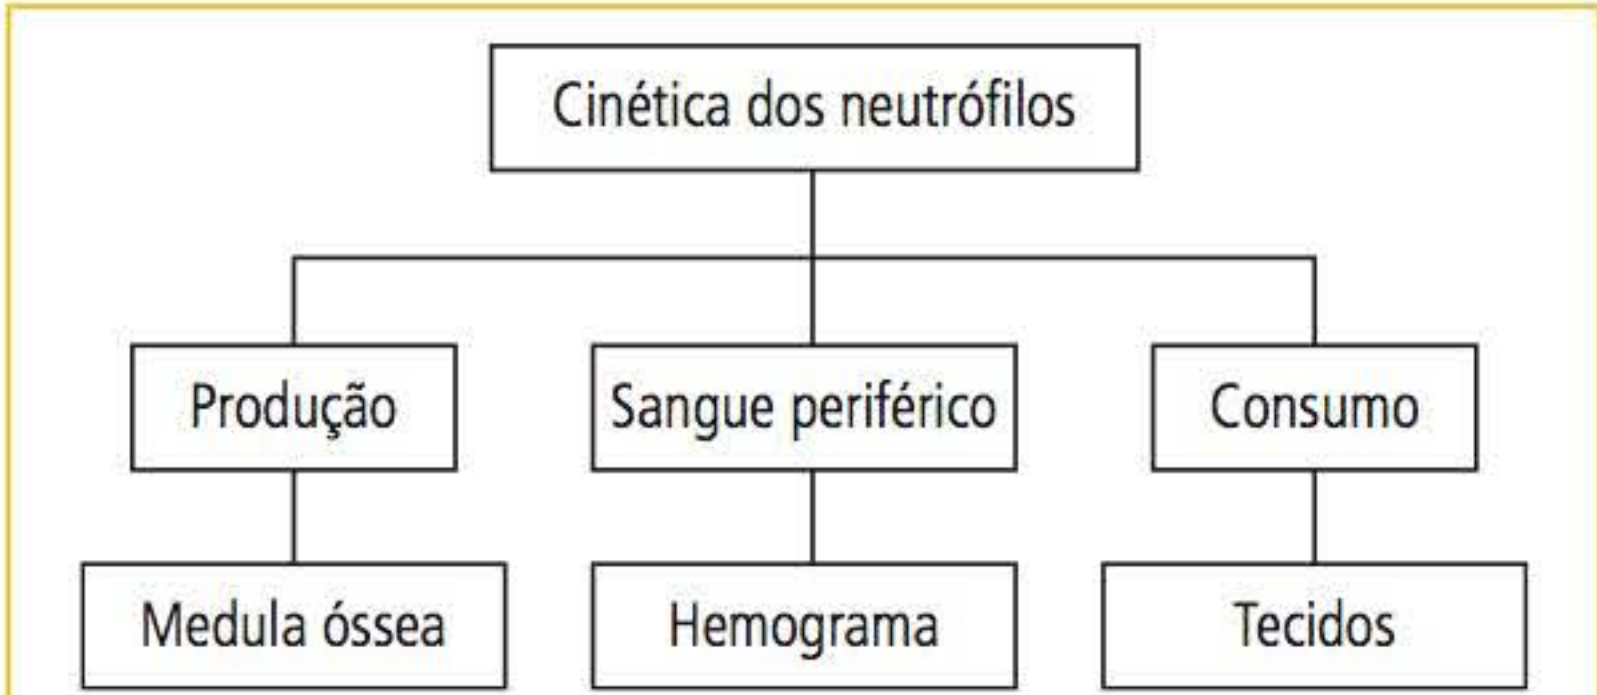 Cinética dos neutrófilos
Produção
Sangue periférico
Consumo
Medula óssea
Hemograma
Tecidos